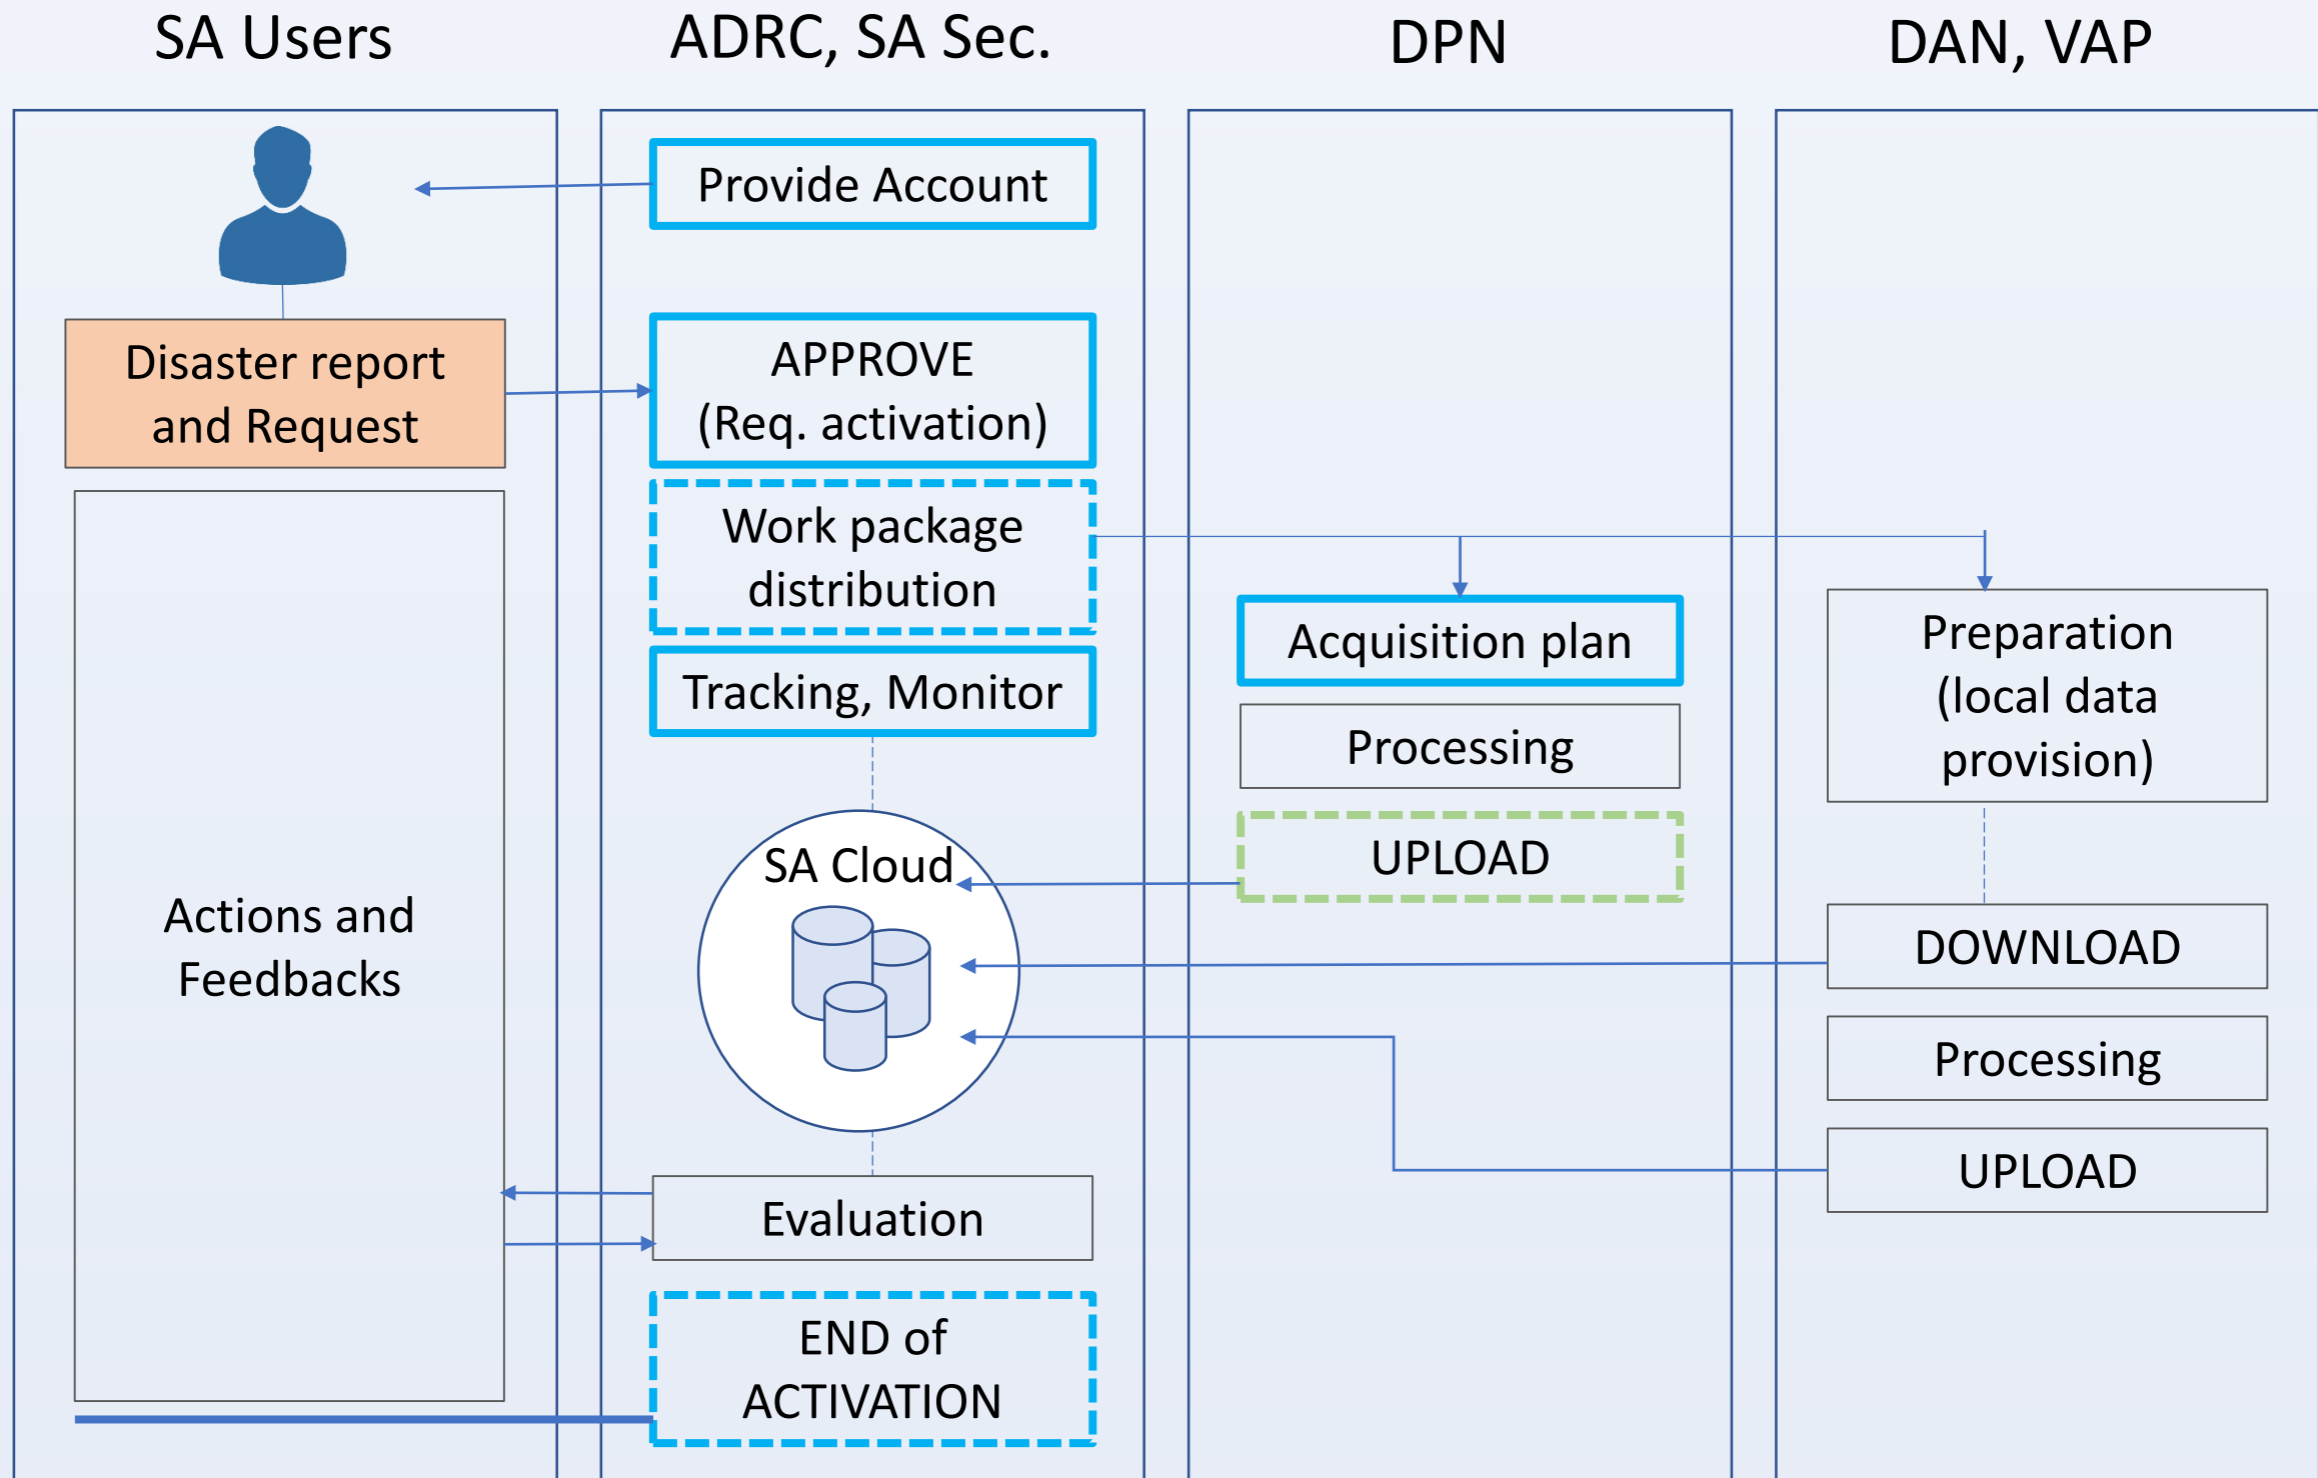 SA Users
ADRC, SA Sec.
DPN
DAN, VAP
Provide Account
Disaster report
and Request
APPROVE
(Req. activation)
Work package
distribution
Tracking, Monitor
Acquisition plan
Processing
UPLOAD
Preparation
(local data
provision)
SA Cloud
Actions and
Feedbacks
DOWNLOAD
Processing
UPLOAD
Evaluation
END of
ACTIVATION